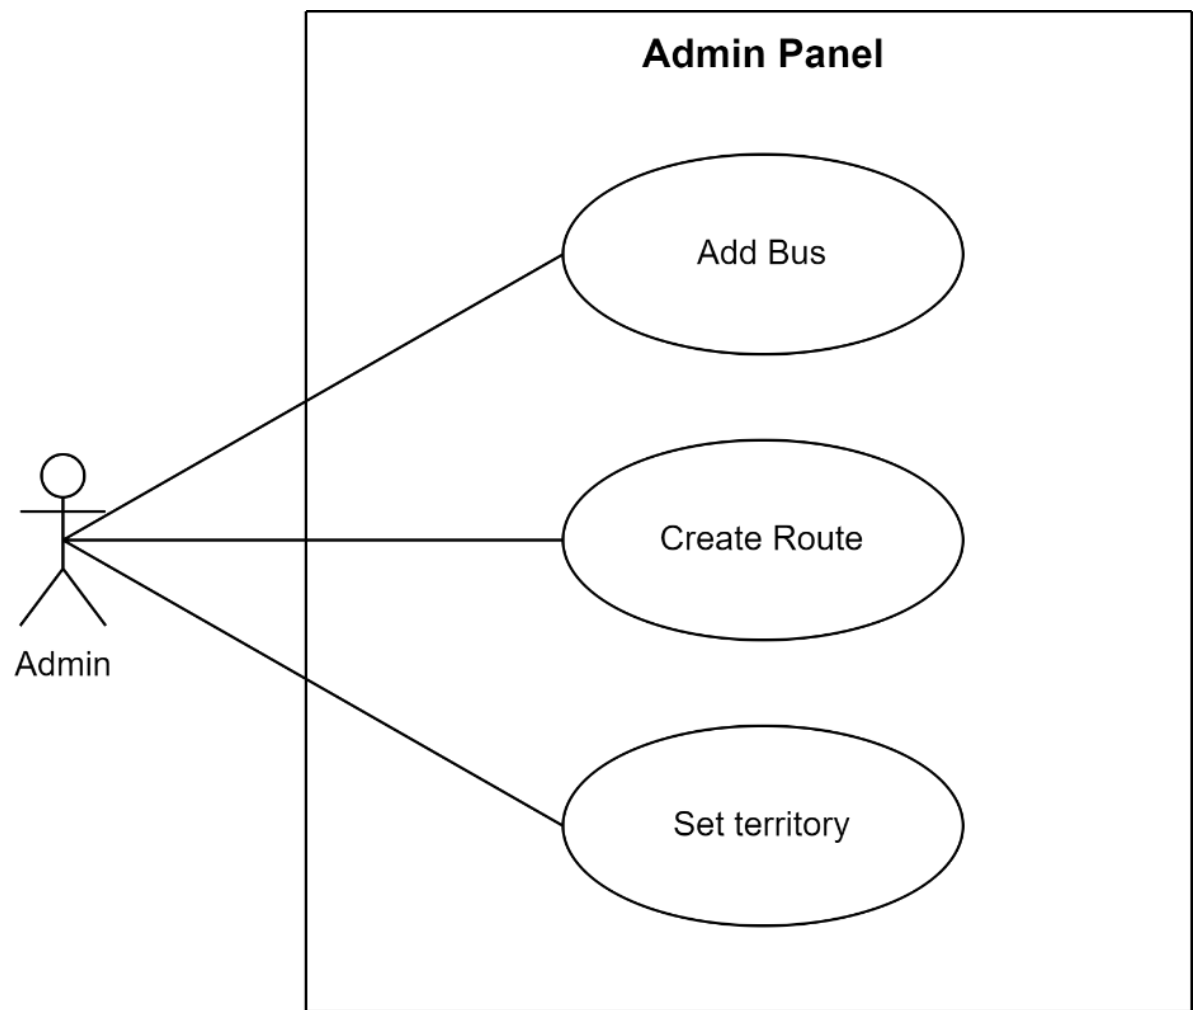 Admin Panel
Add Bus
Create Route
Admin
Set territory